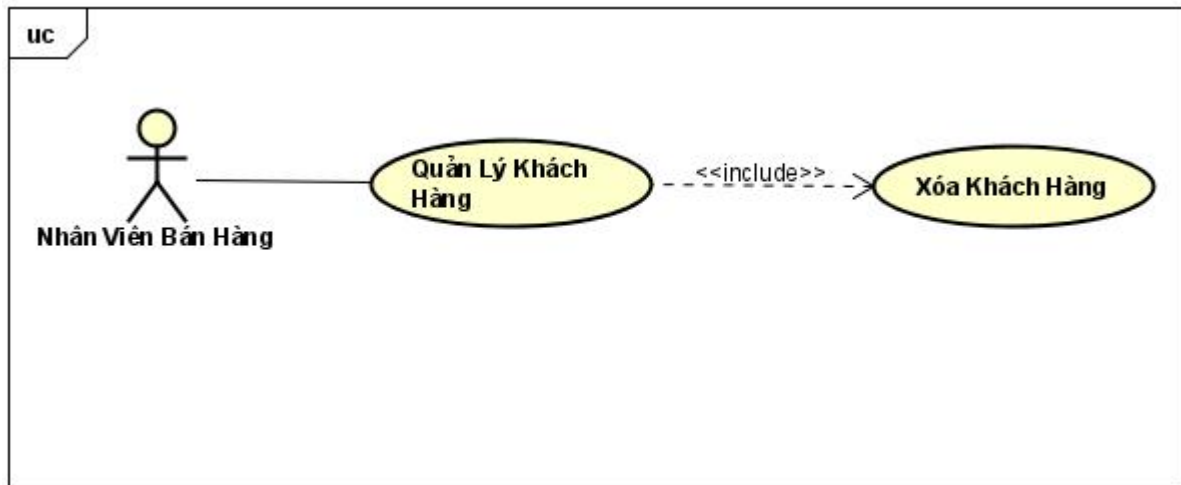 uc
Quản Lý Khách
Hàng
<<include>>
Xóa Khách Hàng
Nhân Viên Bán Hàng